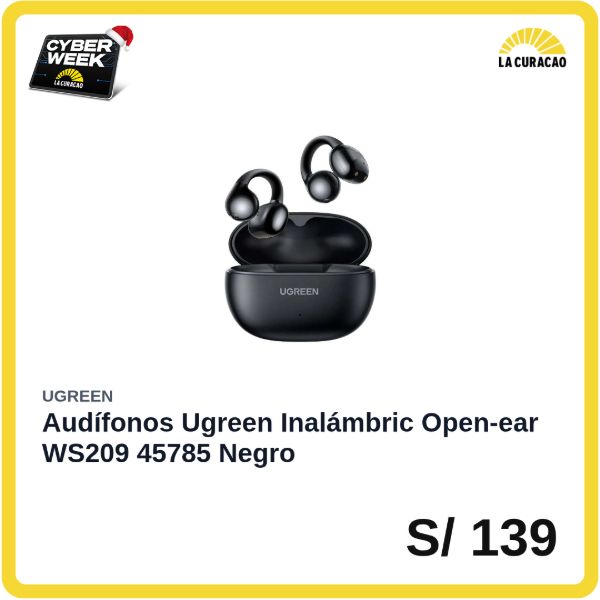 CYBER
WEEK
LA CURACAO
LA CURACAO
UGREEN
UGREEN
Audífonos Ugreen Inalámbric Open-ear
WS209 45785 Negro
S/ 139